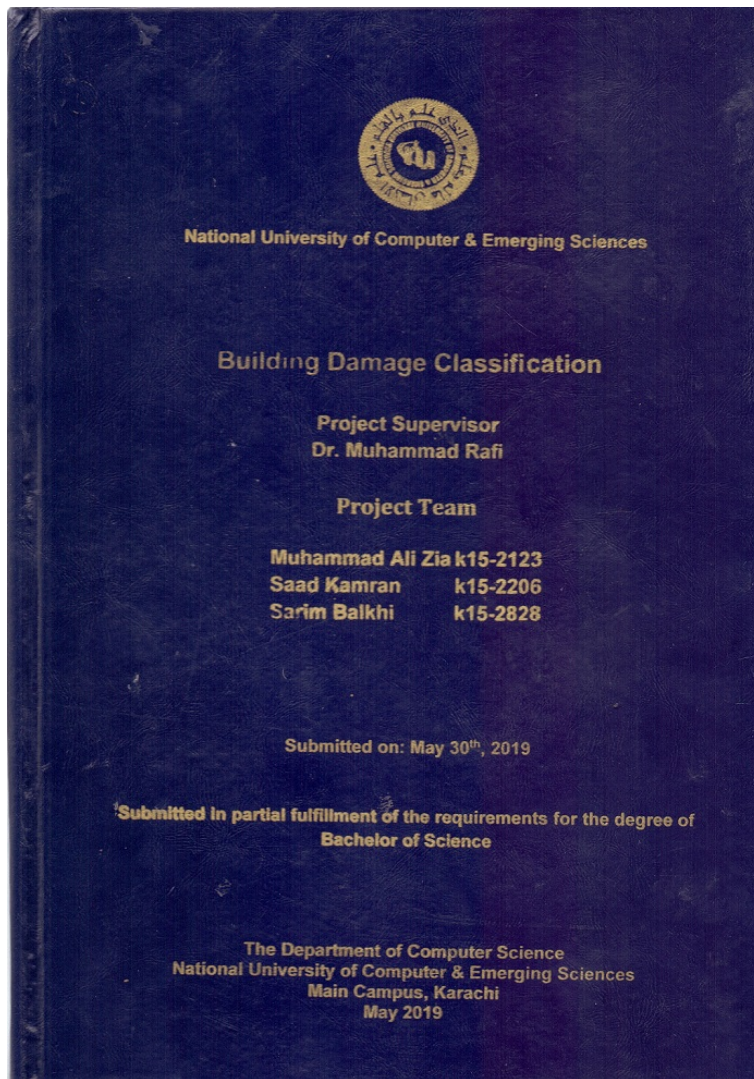 National University of Computer & Emerging Sciences
Building Damage Classification
Project Supervisor
Dr. Muhammad Rafi
Project Team
Muhammad Ali Zia k15-2123
Saad Kamran k15-2206
Sarim Balkhi k15-2828
Submitted on: May 30th, 2019
Submitted in partial fulfillment of the requirements for the degree of
Bachelor of Science
The Department of Computer Science
National University of Computer & Emerging Sciences
Main Campus, Karachi
May 2019